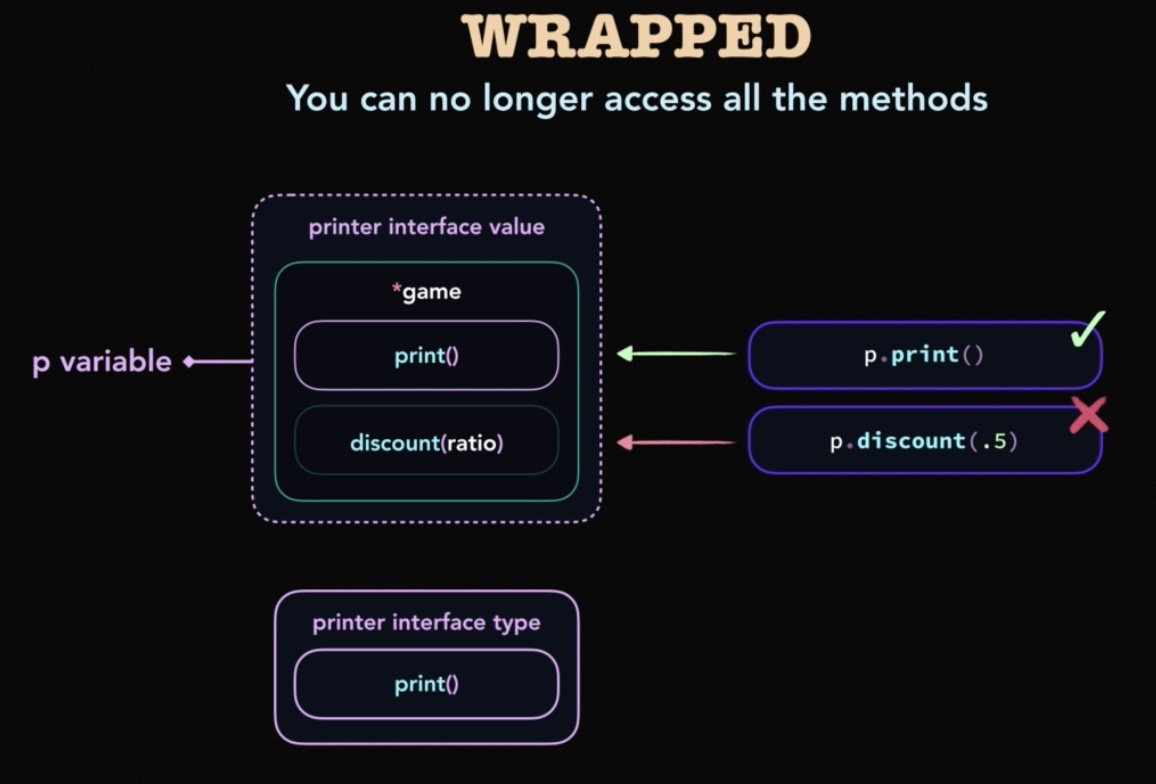 WRAPPED
You can no longer access all the methods
printer interface value
*game
print()
discount(ratio)
p variable
p.print()
p.discount(.5)
printer interface type
print()